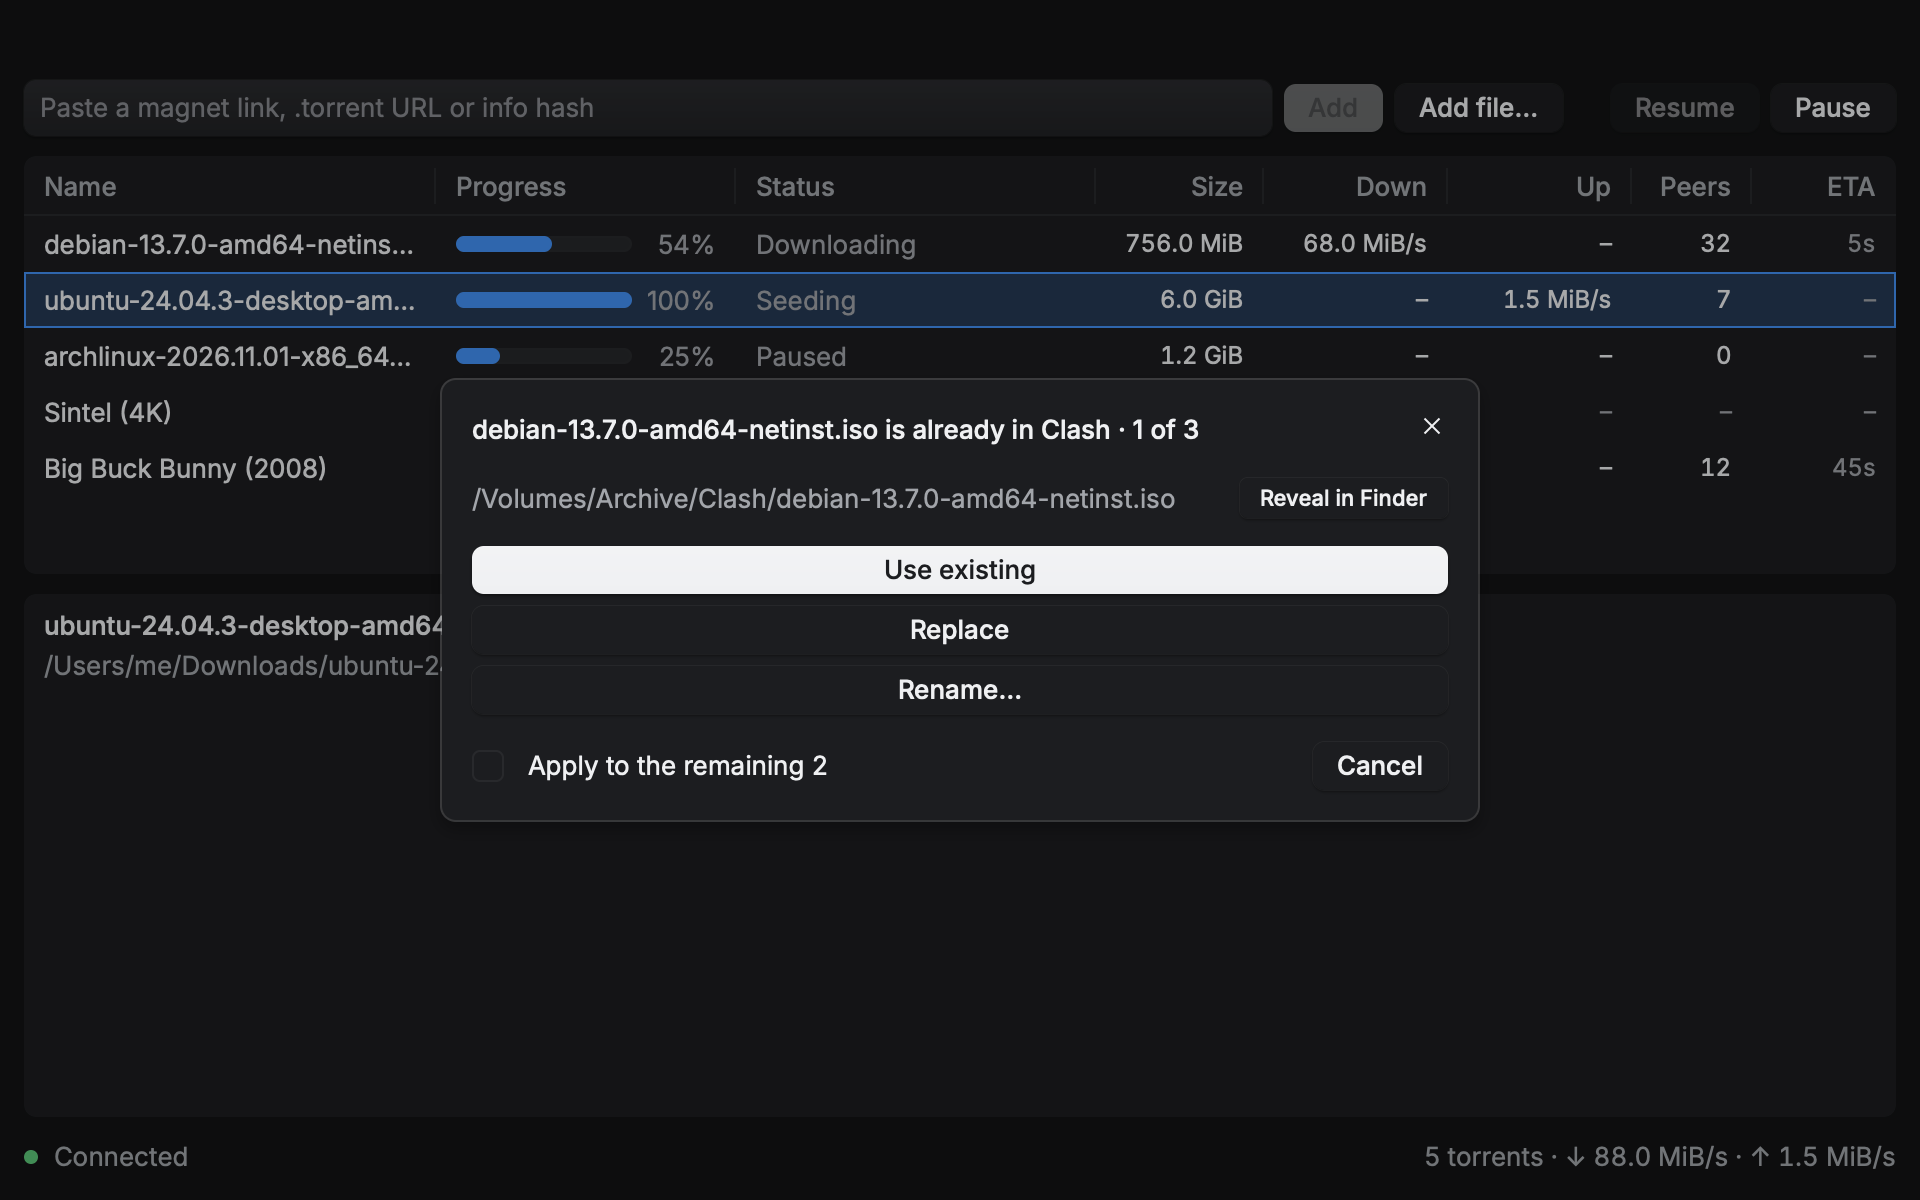 Paste a magnet link, .torrent URL or info hash
Add
Add file...
Resume
Pause
Name Progress Status Size Down Up Peers ETA
debian-13.7.0-amd64-netins... 54% Downloading 756.0 MiB 68.0 MiB/s – 32 5s
ubuntu-24.04.3-desktop-am... 100% Seeding 6.0 GiB – 1.5 MiB/s 7 –
archlinux-2026.11.01-x86_64... 25% Paused 1.2 GiB – – 0 –
Sintel (4K) – – –
Big Buck Bunny (2008) – 12 45s
debian-13.7.0-amd64-netinst.iso is already in Clash · 1 of 3
/Volumes/Archive/Clash/debian-13.7.0-amd64-netinst.iso
Reveal in Finder
Use existing
Replace
Rename...
Apply to the remaining 2
Cancel
ubuntu-24.04.3-desktop-amd64
/Users/me/Downloads/ubuntu-24
Connected
5 torrents · ↓ 88.0 MiB/s · ↑ 1.5 MiB/s